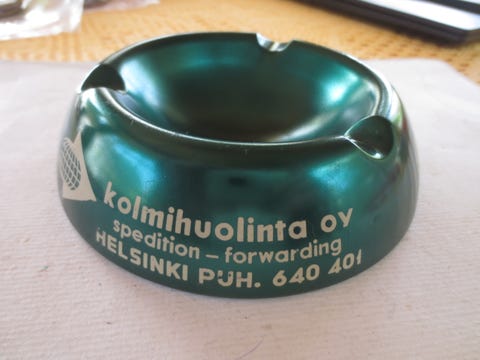 kolmihuolinta oy
spedition – forwarding
HELSINKI PUH. 640 401